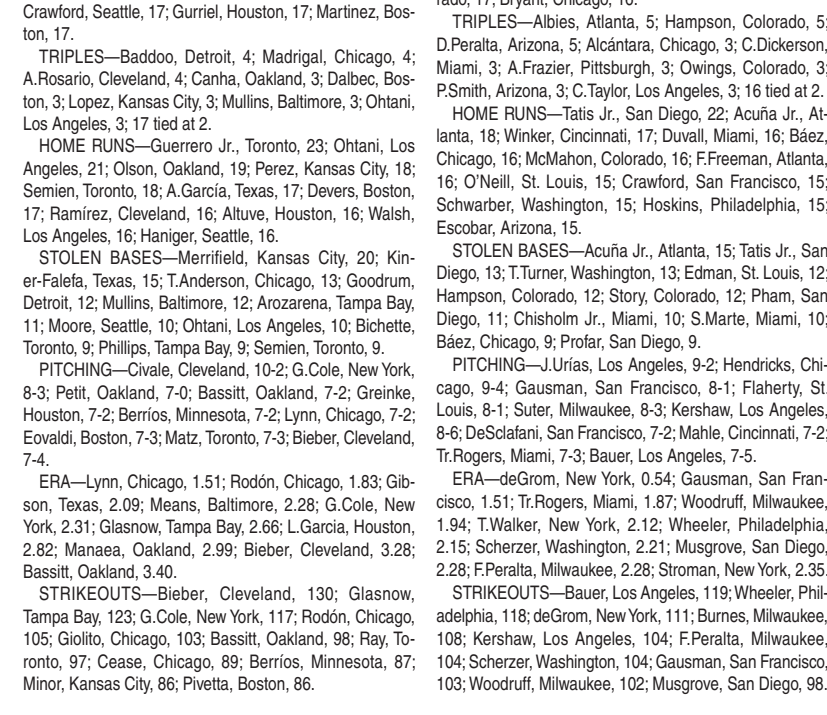 Crawford, Seattle, 17; Gurriel, Houston, 17; Martinez, Bos-
ton, 17.
TRIPLES—Baddoo, Detroit, 4; Madrigal, Chicago, 4;
A.Rosario, Cleveland, 4; Canha, Oakland, 3; Dalbec, Bos-
ton, 3; Lopez, Kansas City, 3; Mullins, Baltimore, 3; Ohtani,
Los Angeles, 3; 17 tied at 2.
HOME RUNS—Guerrero Jr., Toronto, 23; Ohtani, Los
Angeles, 21; Olson, Oakland, 19; Perez, Kansas City, 18;
Semien, Toronto, 18; A.García, Texas, 17; Devers, Boston,
17; Ramírez, Cleveland, 16; Altuve, Houston, 16; Walsh,
Los Angeles, 16; Haniger, Seattle, 16.
STOLEN BASES—Merrifield, Kansas City, 20; Kin-
er-Falefa, Texas, 15; T.Anderson, Chicago, 13; Goodrum,
Detroit, 12; Mullins, Baltimore, 12; Arozarena, Tampa Bay,
11; Moore, Seattle, 10; Ohtani, Los Angeles, 10; Bichette,
Toronto, 9; Phillips, Tampa Bay, 9; Semien, Toronto, 9.
PITCHING—Civale, Cleveland, 10-2; G.Cole, New York,
8-3; Petit, Oakland, 7-0; Bassitt, Oakland, 7-2; Greinke,
Houston, 7-2; Berríos, Minnesota, 7-2; Lynn, Chicago, 7-2;
Eovaldi, Boston, 7-3; Matz, Toronto, 7-3; Bieber, Cleveland,
7-4.
ERA—Lynn, Chicago, 1.51; Rodón, Chicago, 1.83; Gib-
son, Texas, 2.09; Means, Baltimore, 2.28; G.Cole, New
York, 2.31; Glasnow, Tampa Bay, 2.66; L.Garcia, Houston,
2.82; Manaea, Oakland, 2.99; Bieber, Cleveland, 3.28;
Bassitt, Oakland, 3.40.
STRIKEOUTS—Bieber, Cleveland, 130; Glasnow,
Tampa Bay, 123; G.Cole, New York, 117; Rodón, Chicago,
105; Giolito, Chicago, 103; Bassitt, Oakland, 98; Ray, To-
ronto, 97; Cease, Chicago, 89; Berríos, Minnesota, 87;
Minor, Kansas City, 86; Pivetta, Boston, 86.
rado, 17; Bryant, Chicago, 16.
TRIPLES—Albies, Atlanta, 5; Hampson, Colorado, 5;
D.Peralta, Arizona, 5; Alcántara, Chicago, 3; C.Dickerson,
Miami, 3; A.Frazier, Pittsburgh, 3; Owings, Colorado, 3;
P.Smith, Arizona, 3; C.Taylor, Los Angeles, 3; 16 tied at 2.
HOME RUNS—Tatis Jr., San Diego, 22; Acuña Jr., At-
lanta, 18; Winker, Cincinnati, 17; Duvall, Miami, 16; Báez,
Chicago, 16; McMahon, Colorado, 16; F.Freeman, Atlanta,
16; O'Neill, St. Louis, 15; Crawford, San Francisco, 15;
Schwarber, Washington, 15; Hoskins, Philadelphia, 15;
Escobar, Arizona, 15.
STOLEN BASES—Acuña Jr., Atlanta, 15; Tatis Jr., San
Diego, 13; T.Turner, Washington, 13; Edman, St. Louis, 12;
Hampson, Colorado, 12; Story, Colorado, 12; Pham, San
Diego, 11; Chisholm Jr., Miami, 10; S.Marte, Miami, 10;
Báez, Chicago, 9; Profar, San Diego, 9.
PITCHING—J.Urías, Los Angeles, 9-2; Hendricks, Chi-
cago, 9-4; Gausman, San Francisco, 8-1; Flaherty, St.
Louis, 8-1; Suter, Milwaukee, 8-3; Kershaw, Los Angeles,
8-6; DeSclafani, San Francisco, 7-2; Mahle, Cincinnati, 7-2;
Tr.Rogers, Miami, 7-3; Bauer, Los Angeles, 7-5.
ERA—deGrom, New York, 0.54; Gausman, San Fran-
cisco, 1.51; Tr.Rogers, Miami, 1.87; Woodruff, Milwaukee,
1.94; T.Walker, New York, 2.12; Wheeler, Philadelphia,
2.15; Scherzer, Washington, 2.21; Musgrove, San Diego,
2.28; F.Peralta, Milwaukee, 2.28; Stroman, New York, 2.35.
STRIKEOUTS—Bauer, Los Angeles, 119; Wheeler, Phil-
adelphia, 118; deGrom, New York, 111; Burnes, Milwaukee,
108; Kershaw, Los Angeles, 104; F.Peralta, Milwaukee,
104; Scherzer, Washington, 104; Gausman, San Francisco,
103; Woodruff, Milwaukee, 102; Musgrove, San Diego, 98.